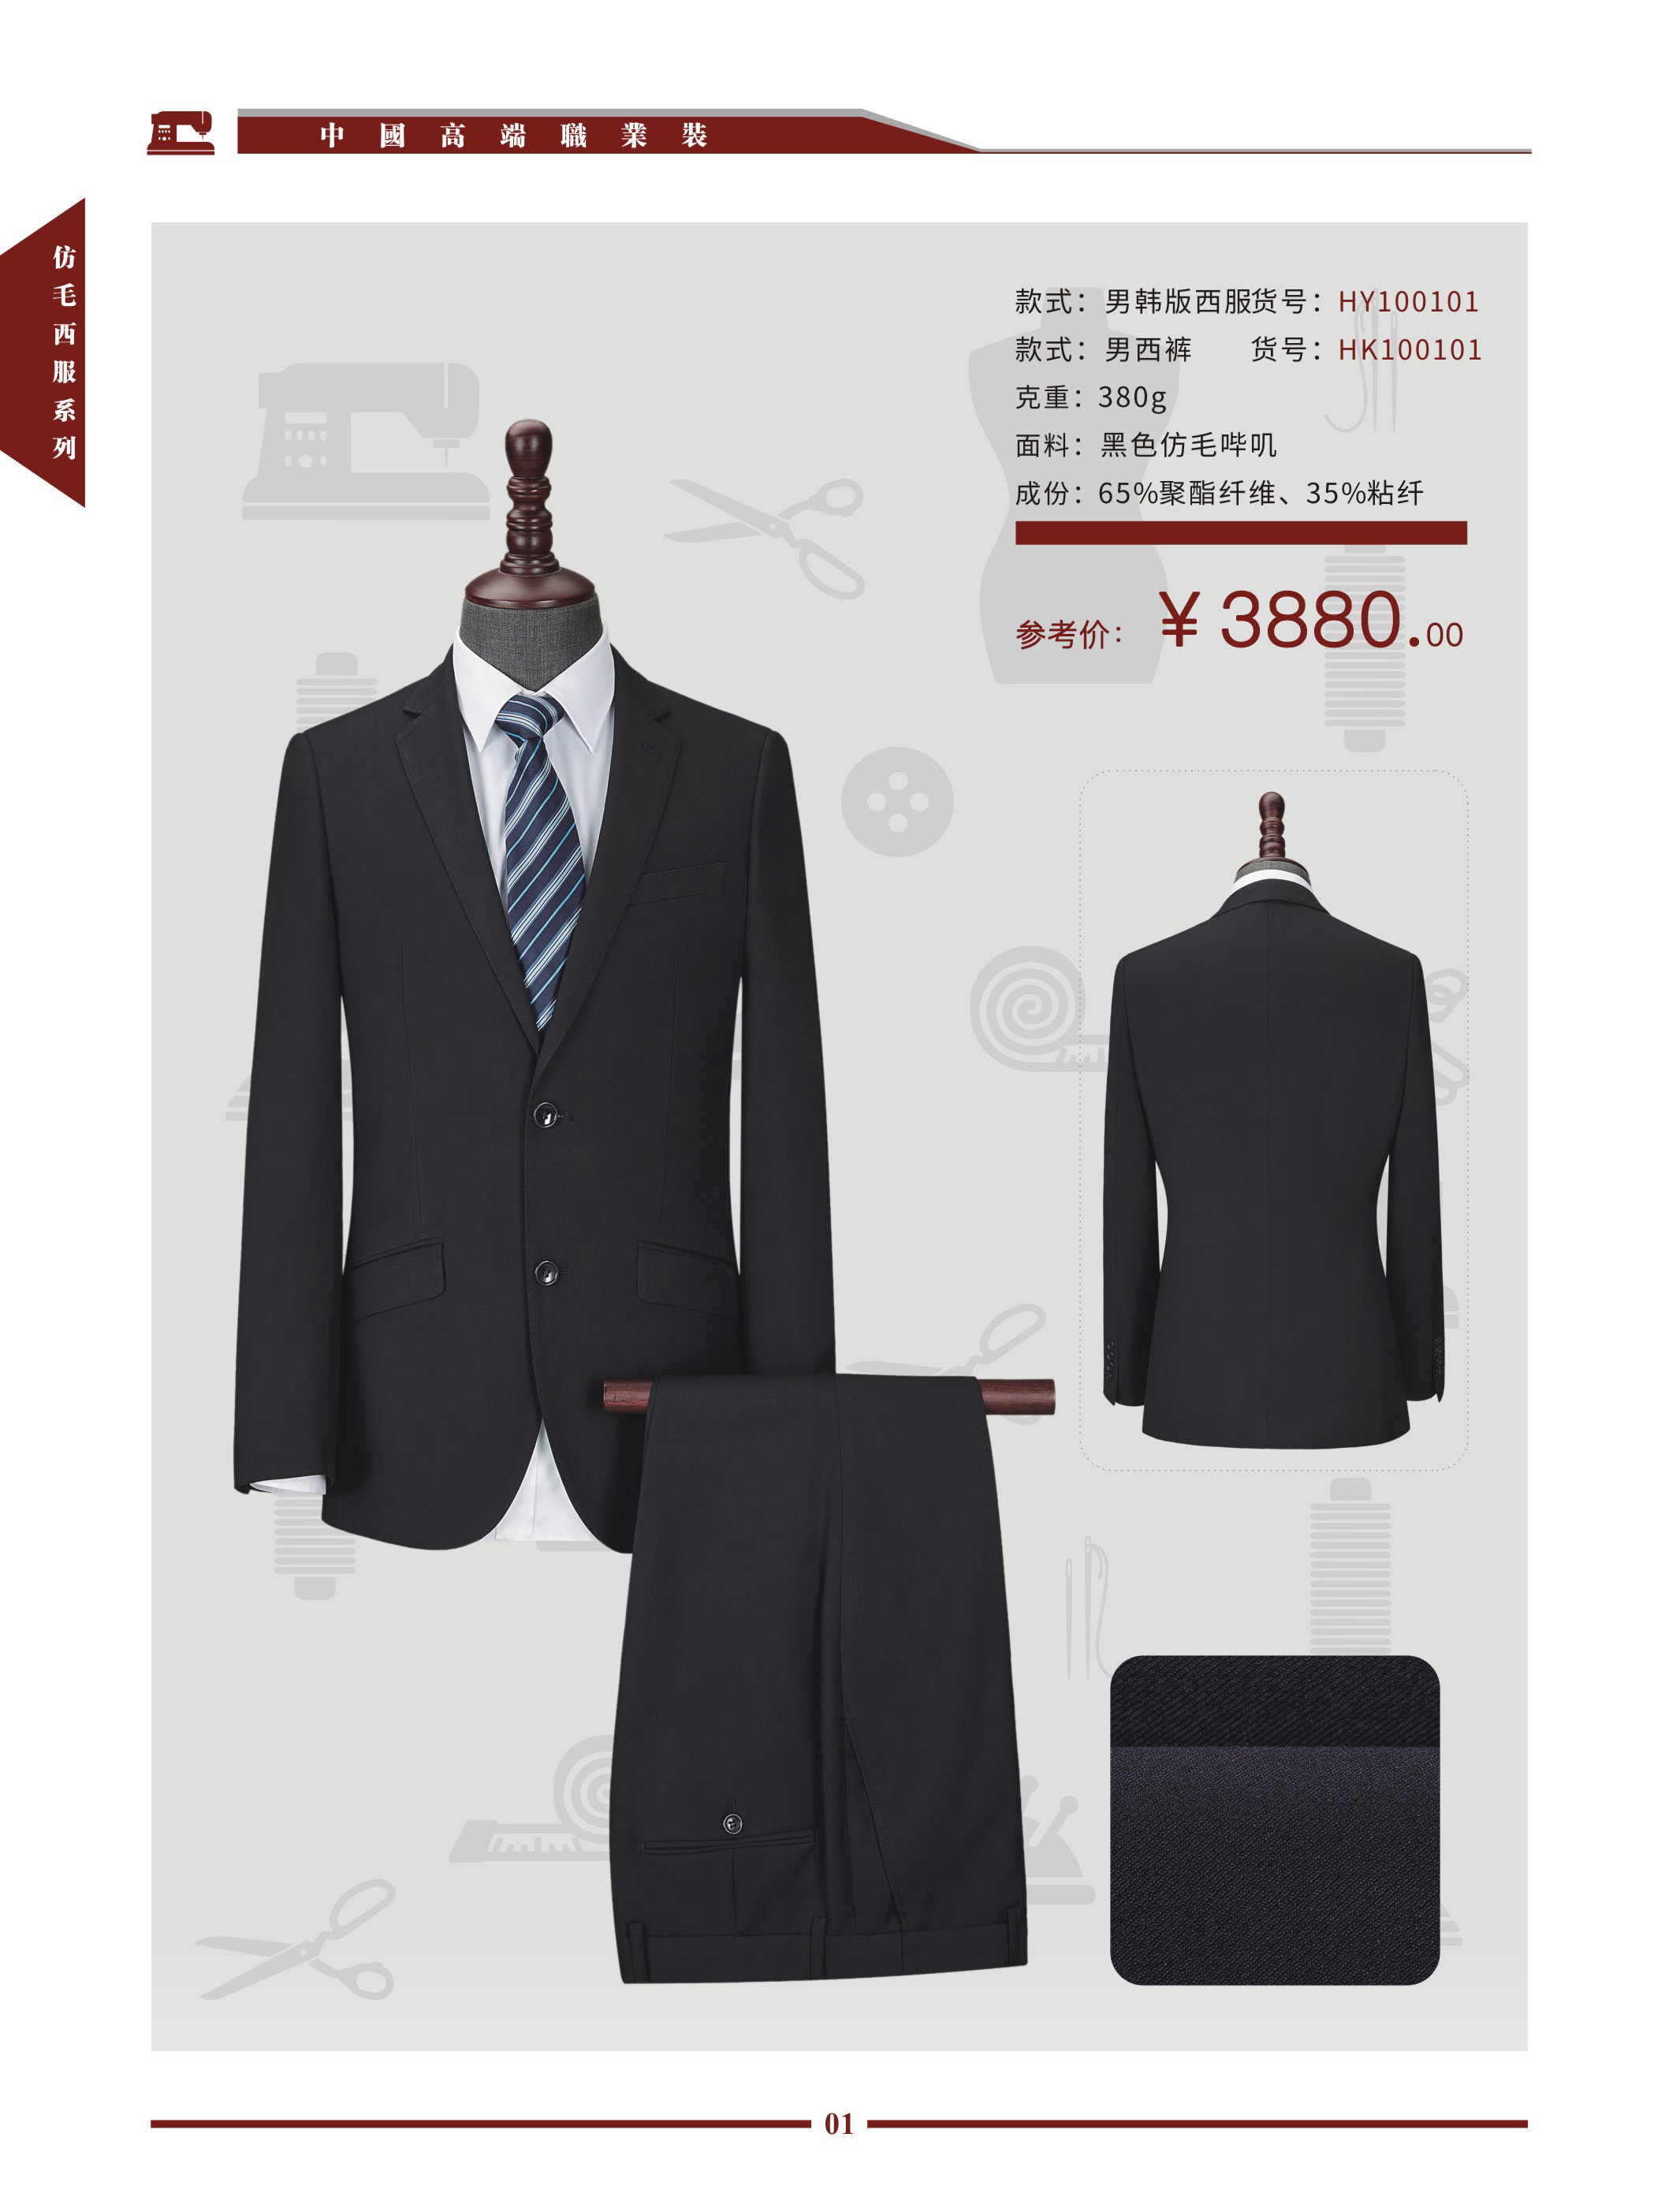 中國高端職業裝
仿毛西服系列
款式：男韩版西服货号：HY100101
款式：男西裤 货号：HK100101
克重：380g
面料：黑色仿毛哔叽
成份：65%聚酯纤维、35%粘纤
参考价：￥3880.00
01